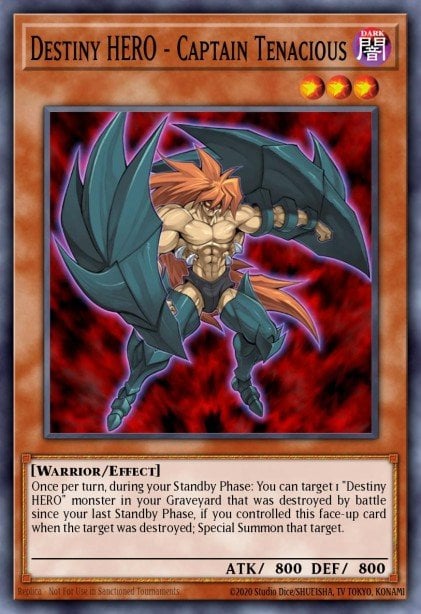 Destiny HERO - Captain Tenacious
DARK
闇
[Warrior/Effect]
Once per turn, during your Standby Phase: You can target 1 "Destiny
HERO" monster in your Graveyard that was destroyed by battle
since your last Standby Phase, if you controlled this face-up card
when the target was destroyed; Special Summon that target.
ATK/ 800 DEF/ 800
Replica - Not For Use in Sanctioned Tournaments
©2020 Studio Dice/SHUEISHA, TV TOKYO, KONAMI